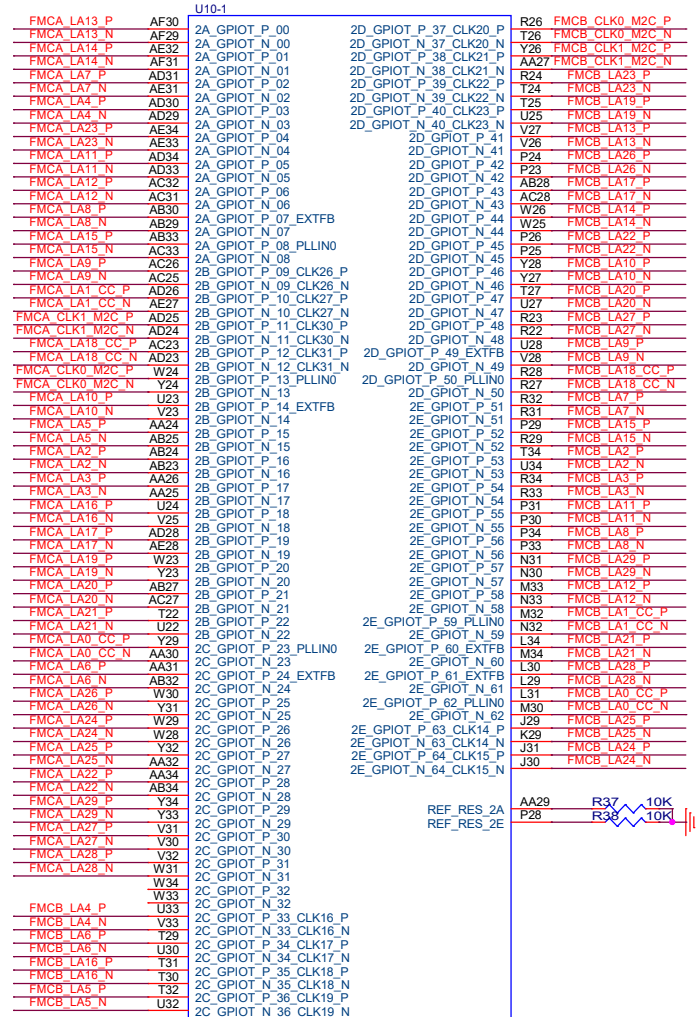 U10-1
FMCA_LA13_P AF30 2A_GPIOT_P_00
FMCA_LA13_N AF29 2A_GPIOT_N_00
FMCA_LA14_P AE32 2A_GPIOT_P_01
FMCA_LA14_N AF31 2A_GPIOT_N_01
FMCA_LA7_P AD31 2A_GPIOT_P_02
FMCA_LA7_N AE31 2A_GPIOT_N_02
FMCA_LA4_P AD30 2A_GPIOT_P_03
FMCA_LA4_N AD29 2A_GPIOT_N_03
FMCA_LA23_P AE34 2A_GPIOT_P_04
FMCA_LA23_N AE33 2A_GPIOT_N_04
FMCA_LA11_P AD34 2A_GPIOT_P_05
FMCA_LA11_N AD33 2A_GPIOT_N_05
FMCA_LA12_P AC32 2A_GPIOT_P_06
FMCA_LA12_N AC31 2A_GPIOT_N_06
FMCA_LA8_P AB30 2A_GPIOT_P_07_EXTFB
FMCA_LA8_N AB29 2A_GPIOT_N_07
FMCA_LA15_P AB33 2A_GPIOT_P_08_PLLIN0
FMCA_LA15_N AC33 2A_GPIOT_N_08
FMCA_LA9_P AC26 2B_GPIOT_P_09_CLK26_P
FMCA_LA9_N AC25 2B_GPIOT_N_09_CLK26_N
FMCA_LA1_CC_P AD26 2B_GPIOT_P_10_CLK27_P
FMCA_LA1_CC_N AE27 2B_GPIOT_N_10_CLK27_N
FMCA_CLK1_M2C_P AD25 2B_GPIOT_P_11_CLK30_P
FMCA_CLK1_M2C_N AD24 2B_GPIOT_N_11_CLK30_N
FMCA_LA18_CC_P AC23 2B_GPIOT_P_12_CLK31_P
FMCA_LA18_CC_N AD23 2B_GPIOT_N_12_CLK31_N
FMCA_CLK0_M2C_P W24 2B_GPIOT_P_13_PLLIN0
FMCA_CLK0_M2C_N Y24 2B_GPIOT_N_13
FMCA_LA10_P U23 2B_GPIOT_P_14_EXTFB
FMCA_LA10_N V23 2B_GPIOT_N_14
FMCA_LA5_P AA24 2B_GPIOT_P_15
FMCA_LA5_N AB25 2B_GPIOT_N_15
FMCA_LA2_P AB24 2B_GPIOT_P_16
FMCA_LA2_N AB23 2B_GPIOT_N_16
FMCA_LA3_P AA26 2B_GPIOT_P_17
FMCA_LA3_N AA25 2B_GPIOT_N_17
FMCA_LA16_P U24 2B_GPIOT_P_18
FMCA_LA16_N V25 2B_GPIOT_N_18
FMCA_LA17_P AD28 2B_GPIOT_P_19
FMCA_LA17_N AE28 2B_GPIOT_N_19
FMCA_LA19_P W23 2B_GPIOT_P_20
FMCA_LA19_N Y23 2B_GPIOT_N_20
FMCA_LA20_P AB27 2B_GPIOT_P_21
FMCA_LA20_N AC27 2B_GPIOT_N_21
FMCA_LA21_P T22 2B_GPIOT_P_22
FMCA_LA21_N U22 2B_GPIOT_N_22
FMCA_LA0_CC_P Y29 2C_GPIOT_P_23_PLLIN0
FMCA_LA0_CC_N AA30 2C_GPIOT_N_23
FMCA_LA6_P AA31 2C_GPIOT_P_24_EXTFB
FMCA_LA6_N AB32 2C_GPIOT_N_24
FMCA_LA26_P W30 2C_GPIOT_P_25
FMCA_LA26_N Y31 2C_GPIOT_N_25
FMCA_LA24_P W29 2C_GPIOT_P_26
FMCA_LA24_N W28 2C_GPIOT_N_26
FMCA_LA25_P Y32 2C_GPIOT_P_27
FMCA_LA25_N AA32 2C_GPIOT_N_27
FMCA_LA22_P AA34 2C_GPIOT_P_28
FMCA_LA22_N AB34 2C_GPIOT_N_28
FMCA_LA29_P Y34 2C_GPIOT_P_29
FMCA_LA29_N Y33 2C_GPIOT_N_29
FMCA_LA27_P V31 2C_GPIOT_P_30
FMCA_LA27_N V30 2C_GPIOT_N_30
FMCA_LA28_P V32 2C_GPIOT_P_31
FMCA_LA28_N W31 2C_GPIOT_N_31
W34 2C_GPIOT_P_32
W33 2C_GPIOT_N_32
FMCB_LA4_P U33 2C_GPIOT_P_33_CLK16_P
FMCB_LA4_N V33 2C_GPIOT_N_33_CLK16_N
FMCB_LA6_P T29 2C_GPIOT_P_34_CLK17_P
FMCB_LA6_N U30 2C_GPIOT_N_34_CLK17_N
FMCB_LA16_P T31 2C_GPIOT_P_35_CLK18_P
FMCB_LA16_N T30 2C_GPIOT_N_35_CLK18_N
FMCB_LA5_P T32 2C_GPIOT_P_36_CLK19_P
FMCB_LA5_N U32 2C_GPIOT_N_36_CLK19_N
2D_GPIOT_P_37_CLK20_P R26 FMCB_CLK0_M2C_P
2D_GPIOT_N_37_CLK20_N T26 FMCB_CLK0_M2C_N
2D_GPIOT_P_38_CLK21_P Y26 FMCB_CLK1_M2C_P
2D_GPIOT_N_38_CLK21_N AA27 FMCB_CLK1_M2C_N
2D_GPIOT_P_39_CLK22_P R24 FMCB_LA23_P
2D_GPIOT_N_39_CLK22_N T24 FMCB_LA23_N
2D_GPIOT_P_40_CLK23_P T25 FMCB_LA19_P
2D_GPIOT_N_40_CLK23_N U25 FMCB_LA19_N
2D_GPIOT_P_41 V27 FMCB_LA13_P
2D_GPIOT_N_41 V26 FMCB_LA13_N
2D_GPIOT_P_42 P24 FMCB_LA26_P
2D_GPIOT_N_42 P23 FMCB_LA26_N
2D_GPIOT_P_43 AB28 FMCB_LA17_P
2D_GPIOT_N_43 AC28 FMCB_LA17_N
2D_GPIOT_P_44 W26 FMCB_LA14_P
2D_GPIOT_N_44 W25 FMCB_LA14_N
2D_GPIOT_P_45 P26 FMCB_LA22_P
2D_GPIOT_N_45 P25 FMCB_LA22_N
2D_GPIOT_P_46 Y28 FMCB_LA10_P
2D_GPIOT_N_46 Y27 FMCB_LA10_N
2D_GPIOT_P_47 T27 FMCB_LA20_P
2D_GPIOT_N_47 U27 FMCB_LA20_N
2D_GPIOT_P_48 R23 FMCB_LA27_P
2D_GPIOT_N_48 R22 FMCB_LA27_N
2D_GPIOT_P_49_EXTFB U28 FMCB_LA9_P
2D_GPIOT_N_49 V28 FMCB_LA9_N
2D_GPIOT_P_50_PLLIN0 R28 FMCB_LA18_CC_P
2D_GPIOT_N_50 R27 FMCB_LA18_CC_N
2E_GPIOT_P_51 R32 FMCB_LA7_P
2E_GPIOT_N_51 R31 FMCB_LA7_N
2E_GPIOT_P_52 P29 FMCB_LA15_P
2E_GPIOT_N_52 R29 FMCB_LA15_N
2E_GPIOT_P_53 T34 FMCB_LA2_P
2E_GPIOT_N_53 U34 FMCB_LA2_N
2E_GPIOT_P_54 R34 FMCB_LA3_P
2E_GPIOT_N_54 R33 FMCB_LA3_N
2E_GPIOT_P_55 P31 FMCB_LA11_P
2E_GPIOT_N_55 P30 FMCB_LA11_N
2E_GPIOT_P_56 P34 FMCB_LA8_P
2E_GPIOT_N_56 P33 FMCB_LA8_N
2E_GPIOT_P_57 N31 FMCB_LA29_P
2E_GPIOT_N_57 N30 FMCB_LA29_N
2E_GPIOT_P_58 M33 FMCB_LA12_P
2E_GPIOT_N_58 N33 FMCB_LA12_N
2E_GPIOT_P_59_PLLIN0 M32 FMCB_LA1_CC_P
2E_GPIOT_N_59 N32 FMCB_LA1_CC_N
2E_GPIOT_P_60_EXTFB L34 FMCB_LA21_P
2E_GPIOT_N_60 M34 FMCB_LA21_N
2E_GPIOT_P_61_EXTFB L30 FMCB_LA28_P
2E_GPIOT_N_61 L29 FMCB_LA28_N
2E_GPIOT_P_62_PLLIN0 L31 FMCB_LA0_CC_P
2E_GPIOT_N_62 M30 FMCB_LA0_CC_N
2E_GPIOT_P_63_CLK14_P J29 FMCB_LA25_P
2E_GPIOT_N_63_CLK14_N K29 FMCB_LA25_N
2E_GPIOT_P_64_CLK15_P J31 FMCB_LA24_P
2E_GPIOT_N_64_CLK15_N J30 FMCB_LA24_N
REF_RES_2A AA29 R37 10K
REF_RES_2E P28 R38 10K